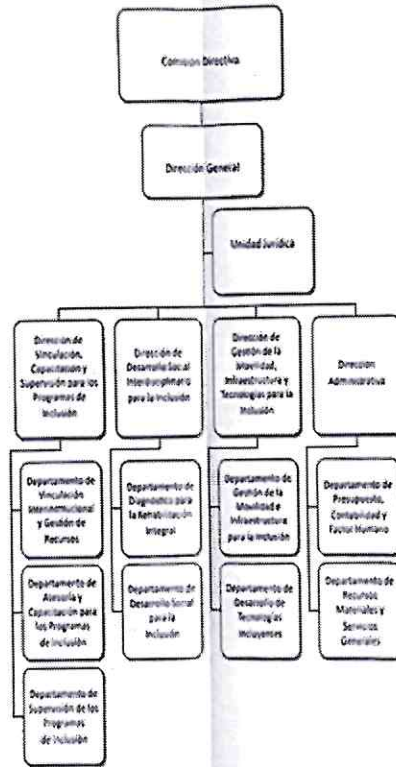 Comisión Directiva
Dirección General
Unidad Jurídica
Dirección de
Vinculación,
Capacitación y
Supervisión para los
Programas de
Inclusión
Dirección de
Desarrollo Social
Interdisciplinario
para la Inclusión
Dirección de
Gestión de la
Movilidad,
Infraestructura y
Tecnologías para la
Inclusión
Dirección
Administrativa
Departamento de
Vinculación
Interinstitucional
y Gestión de
Recursos
Departamento de
Diagnóstico para
la Rehabilitación
Integral
Departamento de
Gestión de la
Movilidad e
Infraestructura
para la Inclusión
Departamento de
Presupuesto,
Contabilidad y
Factor Humano
Departamento de
Asesoría y
Capacitación para
los Programas
de Inclusión
Departamento de
Desarrollo Social
para la
Inclusión
Departamento de
Desarrollo de
Tecnologías
Incluyentes
Departamento de
Recursos
Materiales y
Servicios
Generales
Departamento de
Supervisión de los
Programas
de Inclusión